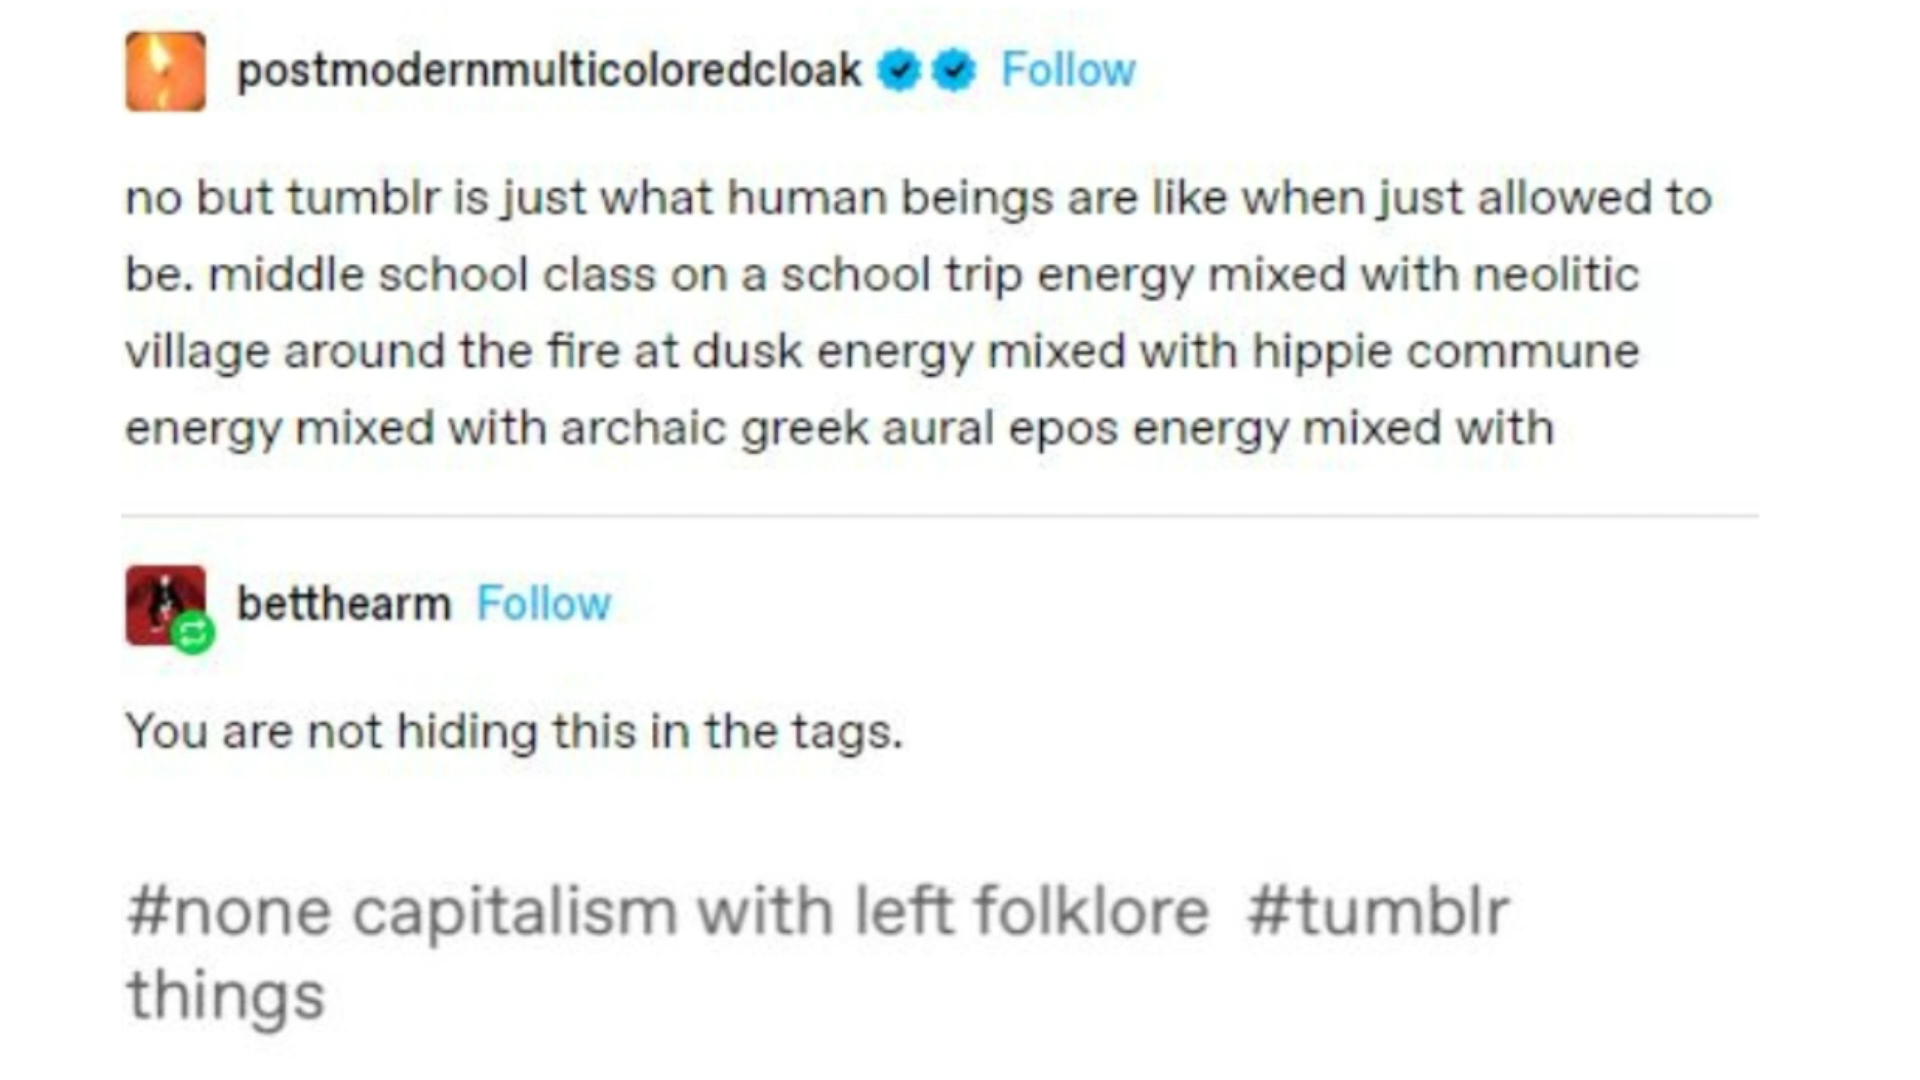 postmodernmulticoloredcloak Follow
no but tumblr is just what human beings are like when just allowed to
be. middle school class on a school trip energy mixed with neolitic
village around the fire at dusk energy mixed with hippie commune
energy mixed with archaic greek aural epos energy mixed with
betthearm Follow
You are not hiding this in the tags.
#none capitalism with left folklore #tumblr
things